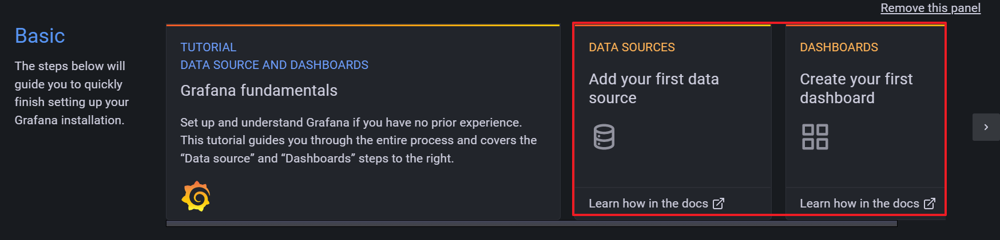 Remove this panel
Basic
The steps below will
guide you to quickly
finish setting up your
Grafana installation.
TUTORIAL
DATA SOURCE AND DASHBOARDS
Grafana fundamentals
Set up and understand Grafana if you have no prior experience.
This tutorial guides you through the entire process and covers the
“Data source” and “Dashboards” steps to the right.
DATA SOURCES
Add your first data
source
Learn how in the docs
DASHBOARDS
Create your first
dashboard
Learn how in the docs